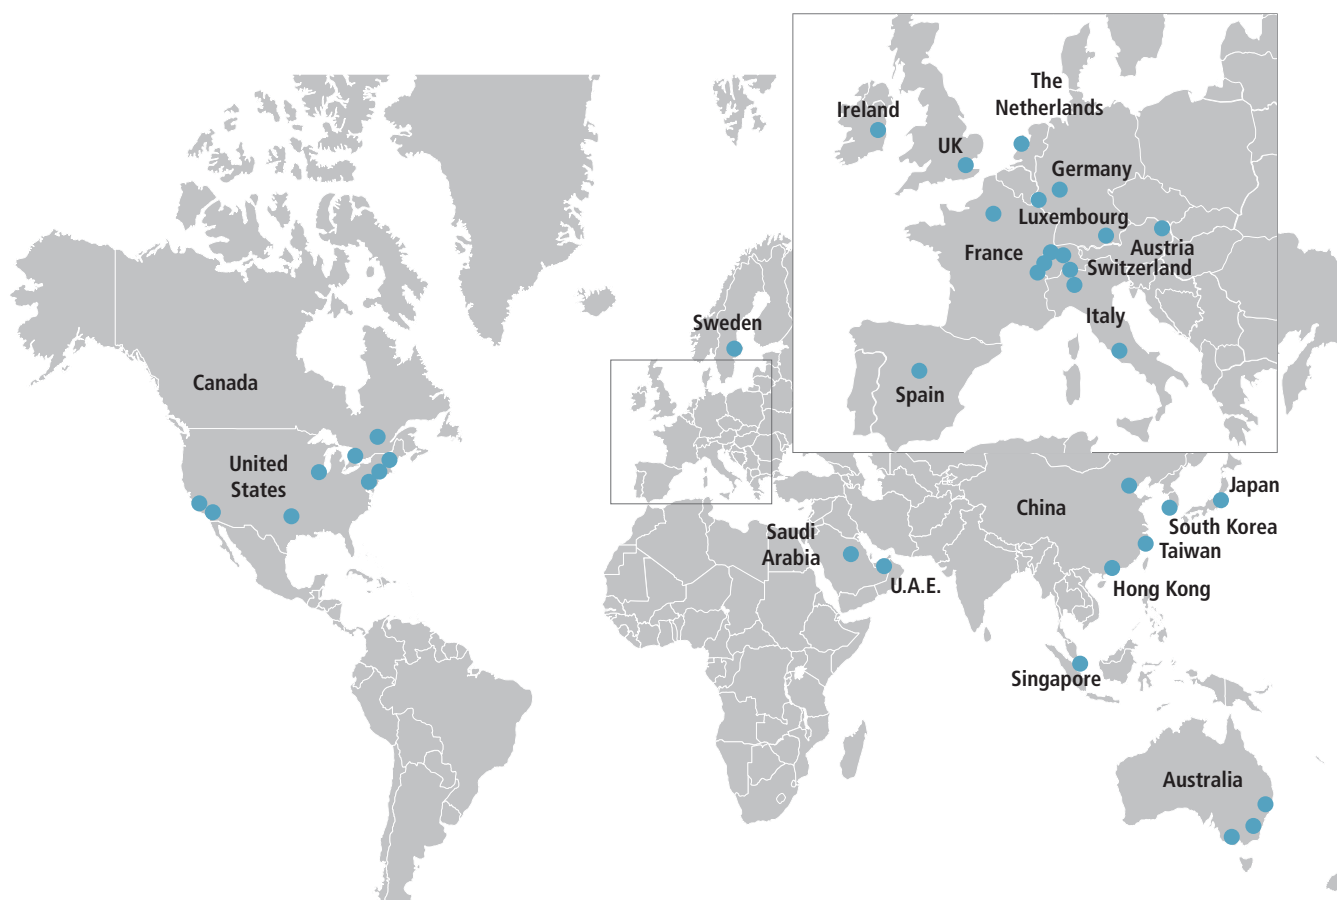 The
Netherlands
Ireland
UK
Germany
Luxembourg
France
Austria
Switzerland
Italy
Spain
Sweden
Canada
United
States
China
Japan
South Korea
Taiwan
Hong Kong
Saudi
Arabia
U.A.E.
Singapore
Australia